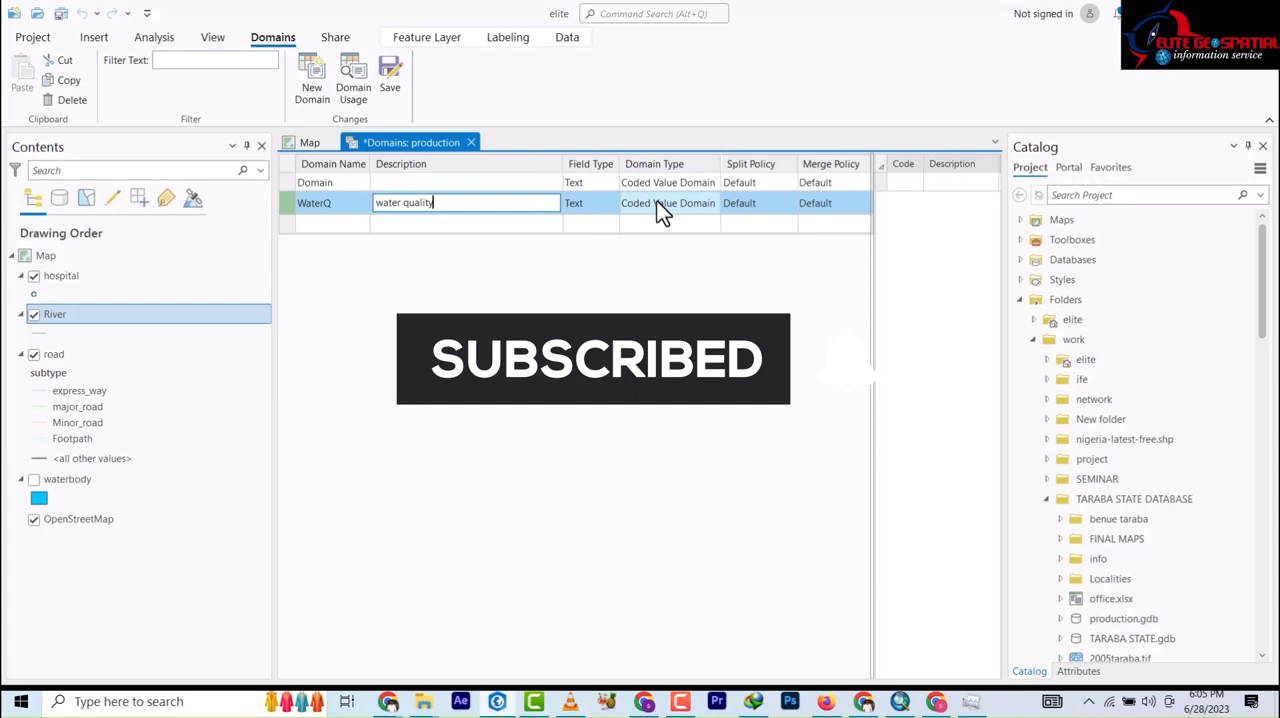 elite
Command Search (Alt+Q)
Not signed in
ELITE GEOSPATIAL
information service
Project Insert Analysis View Domains Share Feature Layer Labeling Data
Paste
Cut
Copy
Delete
Clipboard
Filter Text:
Filter
New Domain
Domain Usage
Save
Changes
Contents
Search
Drawing Order
Map
hospital
River
road
subtype
express_way
major_road
Minor_road
Footpath
<all other values>
waterbody
OpenStreetMap
Map *Domains: production
Domain Name Description Field Type Domain Type Split Policy Merge Policy
Domain Text Coded Value Domain Default Default
WaterQ water quality Text Coded Value Domain Default Default
Code Description
SUBSCRIBED
Catalog
Project Portal Favorites
Search Project
Maps
Toolboxes
Databases
Styles
Folders
elite
work
elite
ife
network
New folder
nigeria-latest-free.shp
project
SEMINAR
TARABA STATE DATABASE
benue taraba
FINAL MAPS
info
Localities
office.xlsx
production.gdb
TARABA STATE.gdb
2005taraba.tif
Catalog Attributes
Type here to search
Ae
Pr
Ps
6:05 PM
6/28/2023